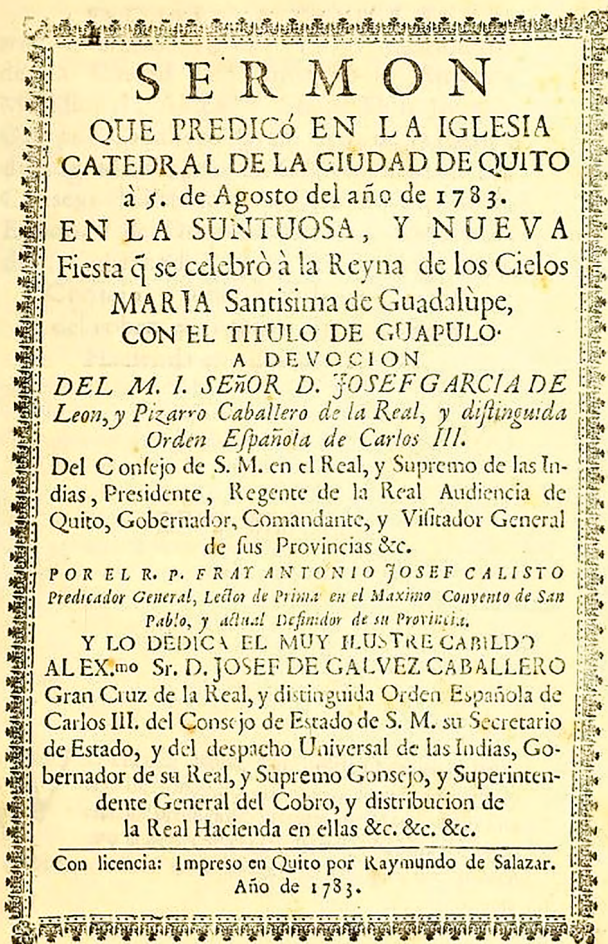 SERMON
QUE PREDICó EN LA IGLESIA
CATEDRAL DE LA CIUDAD DE QUITO
à 5. de Agosto del año de 1783.
EN LA SUNTUOSA, Y NUEVA
Fiesta q̃ se celebrò à la Reyna de los Cielos
MARIA Santisima de Guadalùpe,
CON EL TITULO DE GUAPULO.
A DEVOCION
DEL M. I. SEñOR D. JOSEF GARCIA DE
Leon, y Pizarro Caballero de la Real, y diſtinguida
Orden Eſpañola de Carlos III.
Del Conſejo de S. M. en el Real, y Supremo de las In-
dias, Presidente, Regente de la Real Audiencia de
Quito, Gobernador, Comandante, y Viſitador General
de ſus Provincias &c.
POR EL R. P. FRAY ANTONIO JOSEF CALISTO
Predicador General, Lector de Prima en el Maximo Convento de San
Pablo, y actual Definidor de su Provincia.
Y LO DEDICA EL MUY ILUSTRE CABILDO
AL EX.mo Sr. D. JOSEF DE GALVEZ CABALLERO
Gran Cruz de la Real, y distinguida Orden Española de
Carlos III. del Consejo de Estado de S. M. su Secretario
de Estado, y del despacho Universal de las Indias, Go-
bernador de su Real, y Supremo Gonsejo, y Superinten-
dente General del Cobro, y distribucion de
la Real Hacienda en ellas &c. &c. &c.
Con licencia: Impreso en Quito por Raymundo de Salazar.
Año de 1783.